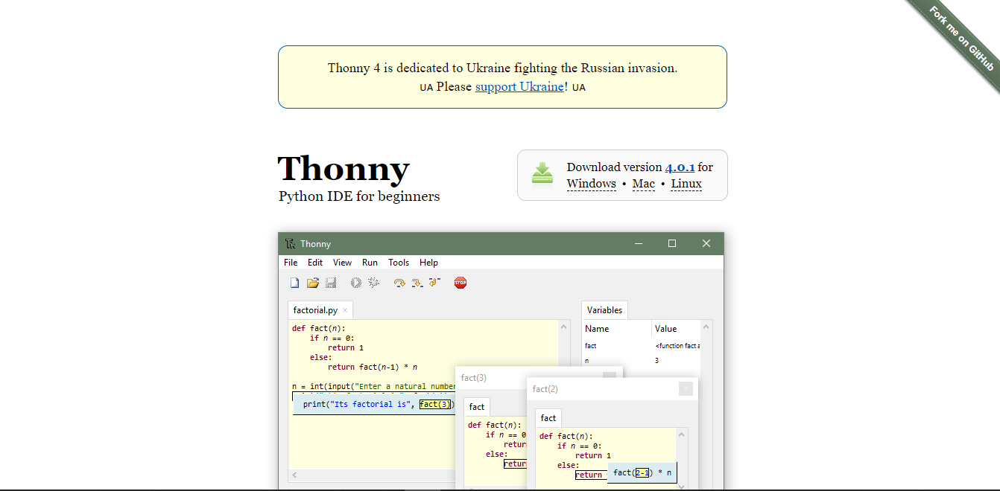 Fork me on GitHub
Thonny 4 is dedicated to Ukraine fighting the Russian invasion.
UA Please support Ukraine! UA
Thonny
Python IDE for beginners
Download version 4.0.1 for
Windows • Mac • Linux
Thonny
File Edit View Run Tools Help
STOP
factorial.py
def fact(n):
if n == 0:
return 1
else:
return fact(n-1) * n
n = int(input("Enter a natural number
print("Its factorial is", fact(3))
Variables
Name Value
fact <function fact a
n 3
fact(3)
fact
def fact(n):
if n == 0
retur
else:
retur
fact(2)
fact
def fact(n):
if n == 0:
return 1
else:
return
fact(2-1) * n